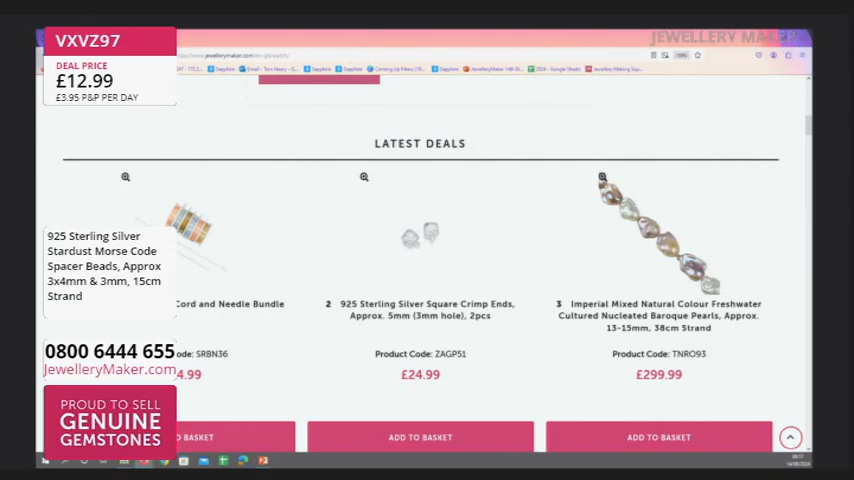 VXVZ97
JEWELLERY MAKER
DEAL PRICE
£12.99
£3.95 P&P PER DAY
LATEST DEALS
925 Sterling Silver
Stardust Morse Code
Spacer Beads, Approx
3x4mm & 3mm, 15cm
Strand
Cord and Needle Bundle
2 925 Sterling Silver Square Crimp Ends,
Approx. 5mm (3mm hole), 2pcs
3 Imperial Mixed Natural Colour Freshwater
Cultured Nucleated Baroque Pearls, Approx.
13-15mm, 38cm Strand
0800 6444 655
JewelleryMaker.com
ode: SRBN36
Product Code: ZAGP51
Product Code: TNRO93
4.99
£24.99
£299.99
PROUD TO SELL
GENUINE
GEMSTONES
O BASKET
ADD TO BASKET
ADD TO BASKET